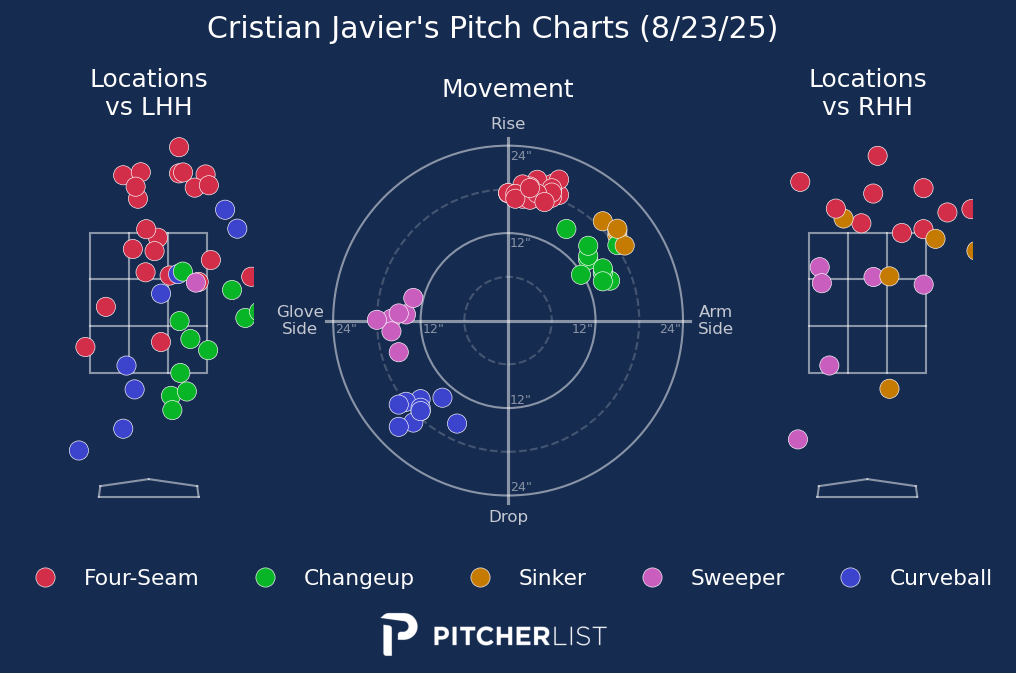 Cristian Javier's Pitch Charts (8/23/25)
Locations
vs LHH
Movement
Locations
vs RHH
Rise
24"
12"
Glove
Side
24"
12"
12"
24"
Arm
Side
12"
24"
Drop
Four-Seam
Changeup
Sinker
Sweeper
Curveball
PITCHERLIST